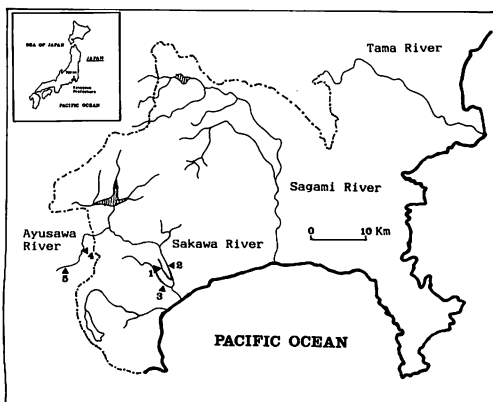 SEA OF JAPAN
JAPAN
PACIFIC OCEAN
Tama River
Sagami River
0 10 Km
Ayusawa
River
Sakawa River
4
5
1
2
3
PACIFIC OCEAN